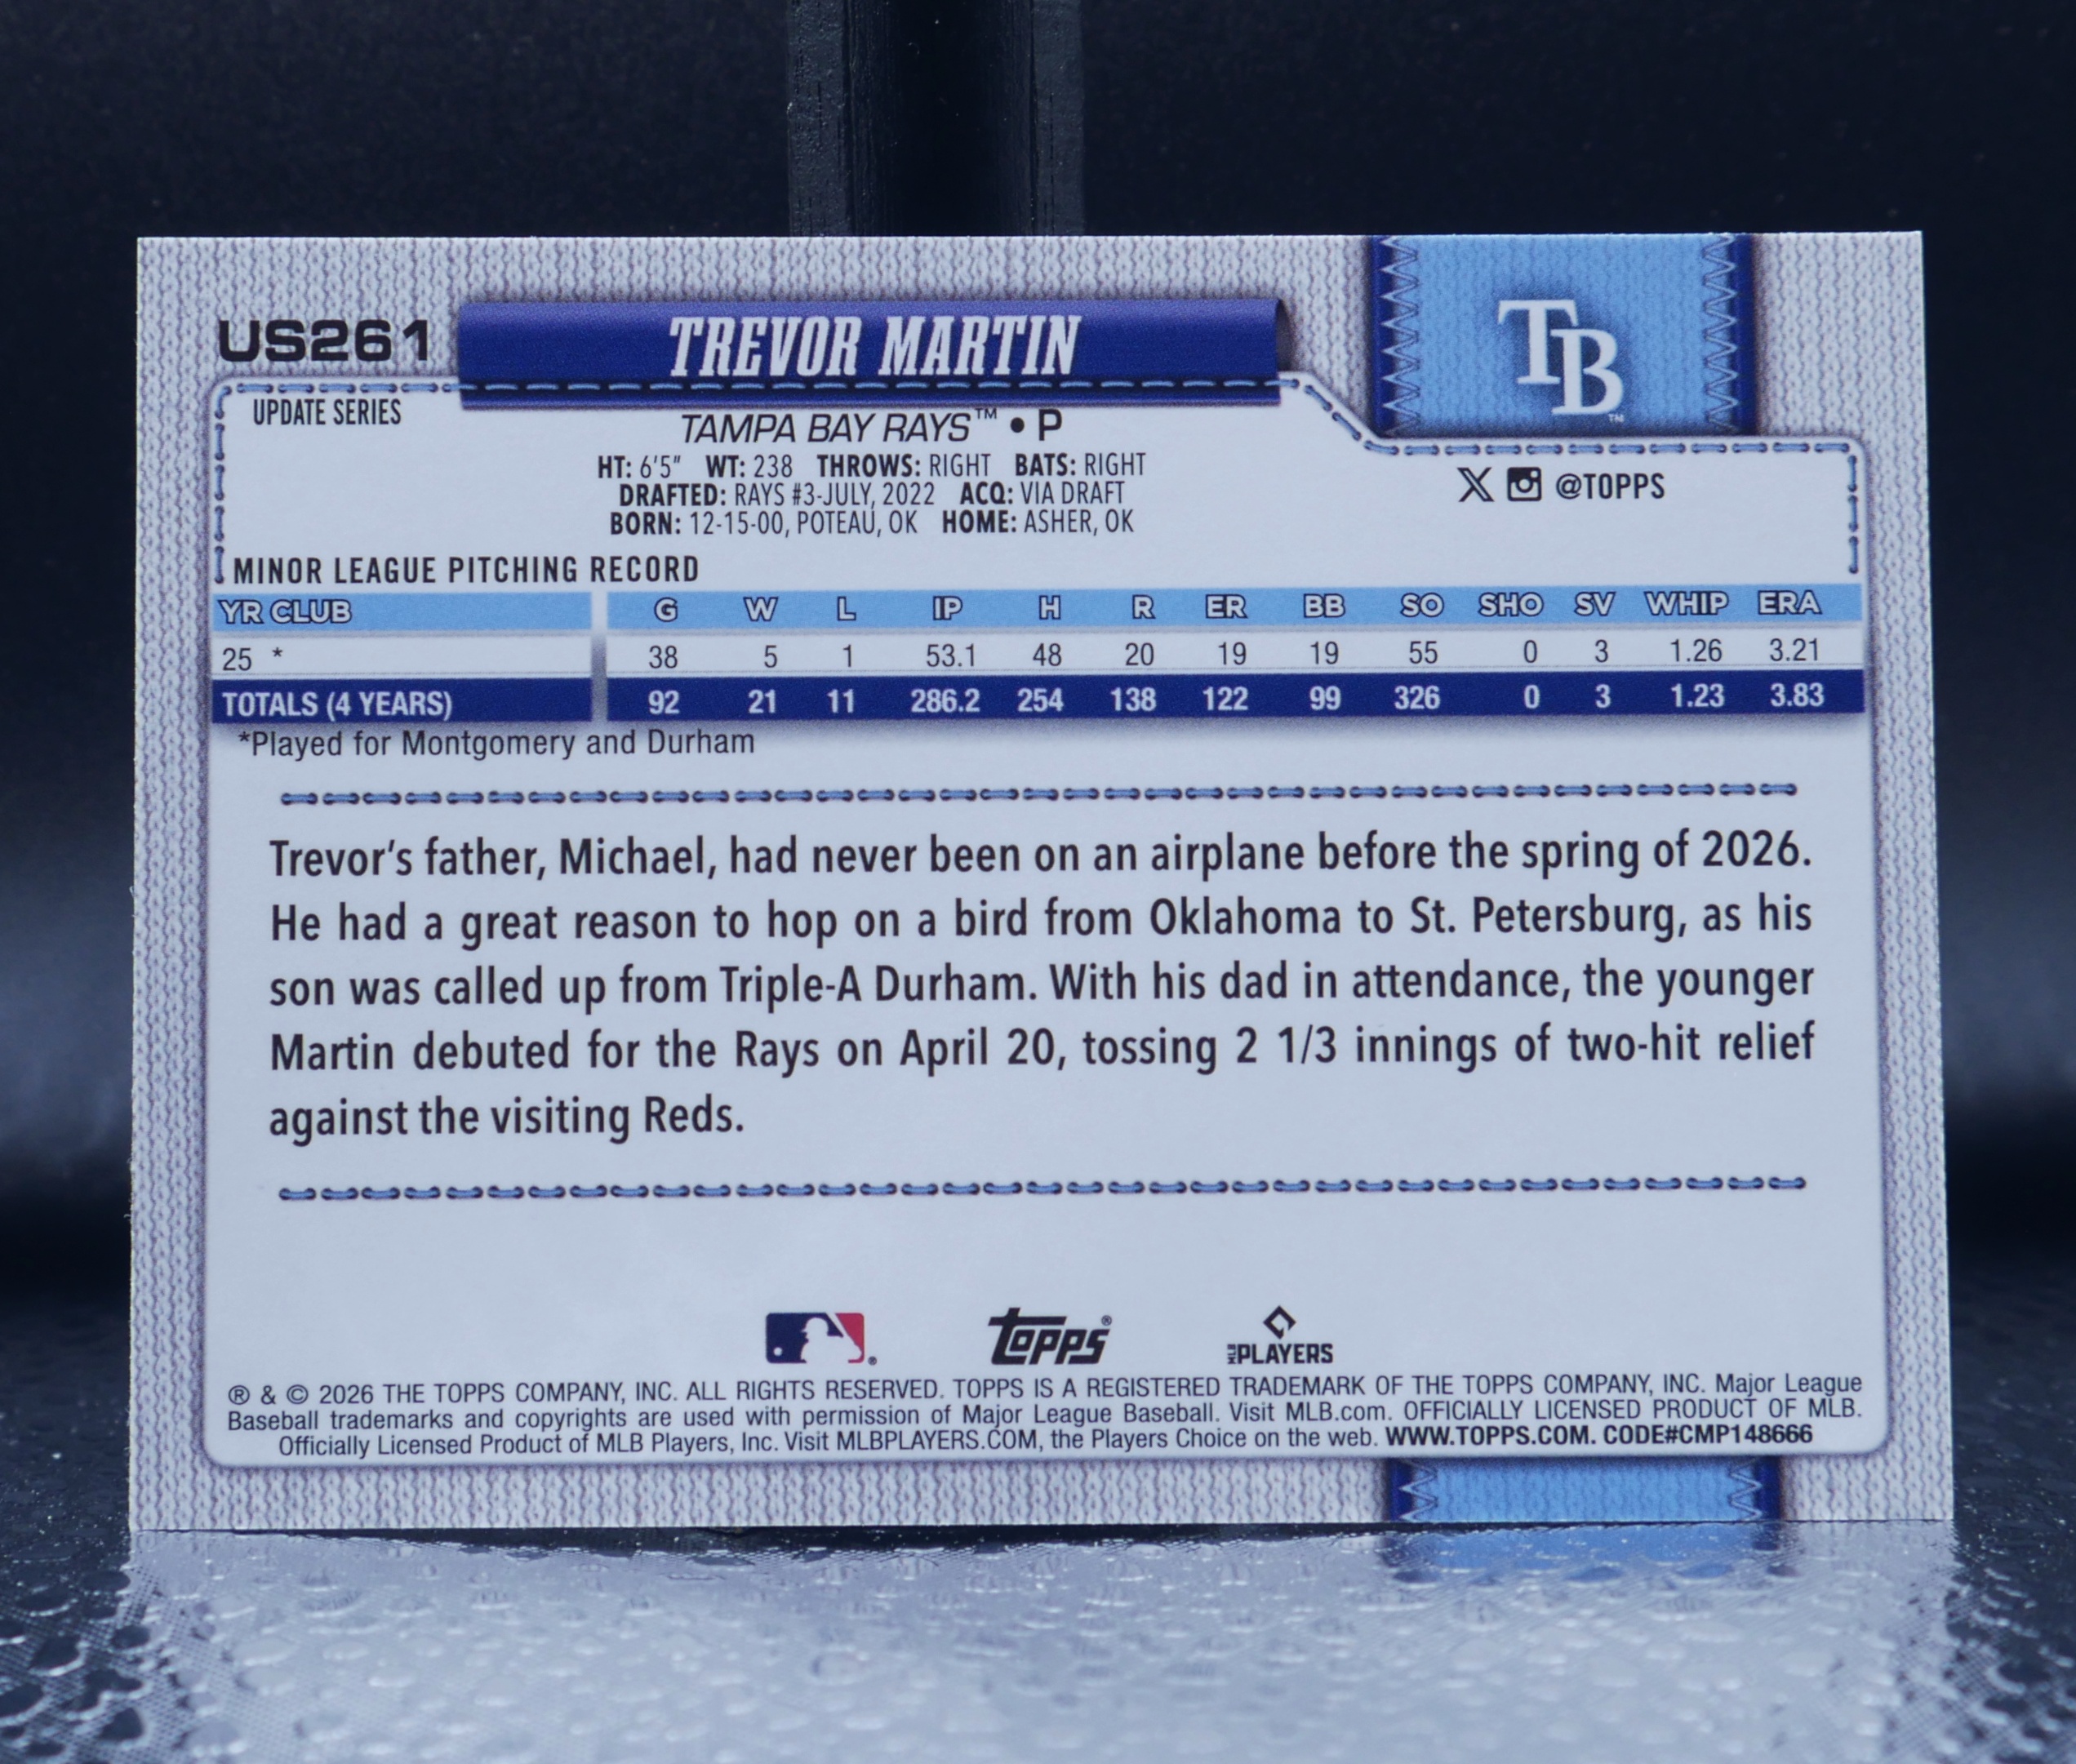 US261
TREVOR MARTIN
TB™
UPDATE SERIES
TAMPA BAY RAYS™ • P
HT: 6'5" WT: 238 THROWS: RIGHT BATS: RIGHT
DRAFTED: RAYS #3-JULY, 2022 ACQ: VIA DRAFT
BORN: 12-15-00, POTEAU, OK HOME: ASHER, OK
X @TOPPS
MINOR LEAGUE PITCHING RECORD
YR CLUB G W L IP H R ER BB SO SHO SV WHIP ERA
25 * 38 5 1 53.1 48 20 19 19 55 0 3 1.26 3.21
TOTALS (4 YEARS) 92 21 11 286.2 254 138 122 99 326 0 3 1.23 3.83
*Played for Montgomery and Durham
Trevor's father, Michael, had never been on an airplane before the spring of 2026.
He had a great reason to hop on a bird from Oklahoma to St. Petersburg, as his
son was called up from Triple-A Durham. With his dad in attendance, the younger
Martin debuted for the Rays on April 20, tossing 2 1/3 innings of two-hit relief
against the visiting Reds.
® topps® MLB PLAYERS
® & © 2026 THE TOPPS COMPANY, INC. ALL RIGHTS RESERVED. TOPPS IS A REGISTERED TRADEMARK OF THE TOPPS COMPANY, INC. Major League
Baseball trademarks and copyrights are used with permission of Major League Baseball. Visit MLB.com. OFFICIALLY LICENSED PRODUCT OF MLB.
Officially Licensed Product of MLB Players, Inc. Visit MLBPLAYERS.COM, the Players Choice on the web. WWW.TOPPS.COM. CODE#CMP148666